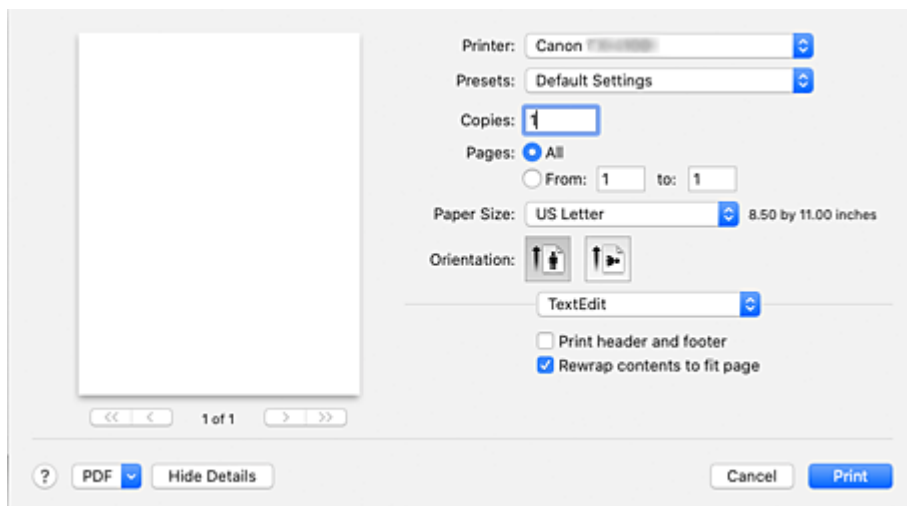 Printer: Canon
Presets: Default Settings
Copies: 1
Pages: All
From: 1 to: 1
Paper Size: US Letter 8.50 by 11.00 inches
Orientation:
TextEdit
Print header and footer
Rewrap contents to fit page
<< < 1 of 1 > >>
? PDF Hide Details Cancel Print